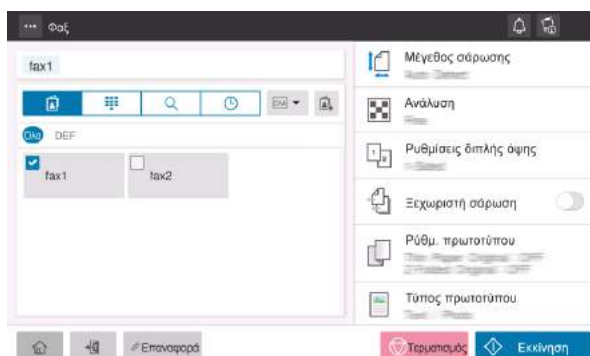 Φαξ
fax1
Όλα
DEF
fax1
fax2
Μέγεθος σάρωσης
Ανάλυση
Ρυθμίσεις διπλής όψης
Ξεχωριστή σάρωση
Ρύθμ. πρωτοτύπου
Τύπος πρωτοτύπου
Επαναφορά
Τερματισμός
Εκκίνηση